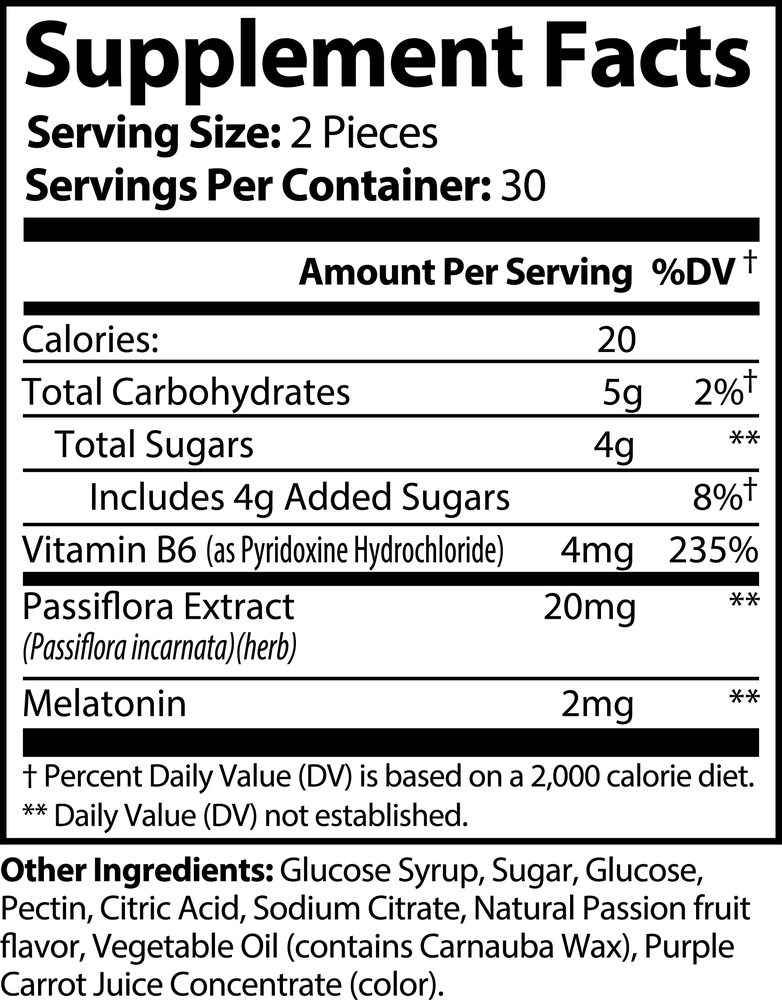 Supplement Facts
Serving Size: 2 Pieces
Servings Per Container: 30
Amount Per Serving %DV †
Calories: 20
Total Carbohydrates 5g 2%†
Total Sugars 4g **
Includes 4g Added Sugars 8%†
Vitamin B6 (as Pyridoxine Hydrochloride) 4mg 235%
Passiflora Extract 20mg **
(Passiflora incarnata)(herb)
Melatonin 2mg **
† Percent Daily Value (DV) is based on a 2,000 calorie diet.
** Daily Value (DV) not established.
Other Ingredients: Glucose Syrup, Sugar, Glucose,
Pectin, Citric Acid, Sodium Citrate, Natural Passion fruit
flavor, Vegetable Oil (contains Carnauba Wax), Purple
Carrot Juice Concentrate (color).